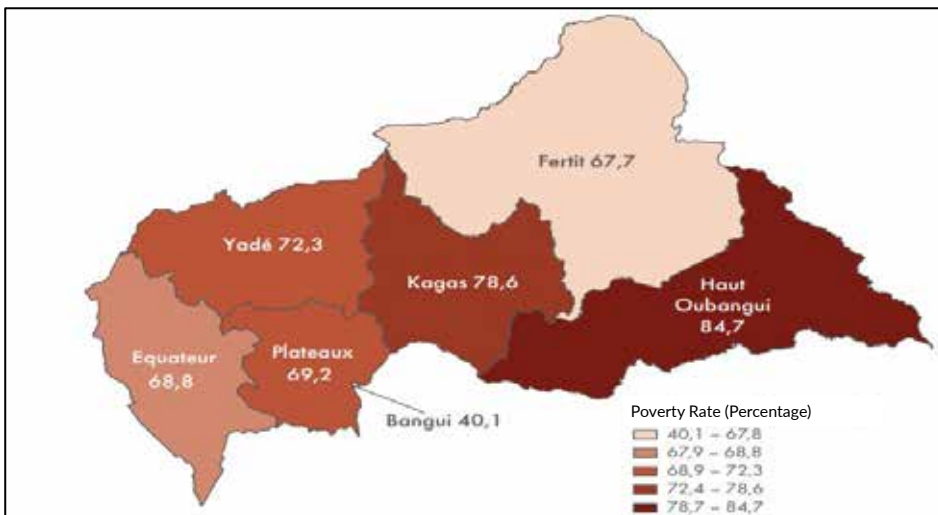 Fertit 67,7
Yadé 72,3
Kagas 78,6
Haut
Oubangui
84,7
Equateur
68,8
Plateaux
69,2
Bangui 40,1
Poverty Rate (Percentage)
40,1 – 67,8
67,9 – 68,8
68,9 – 72,3
72,4 – 78,6
78,7 – 84,7